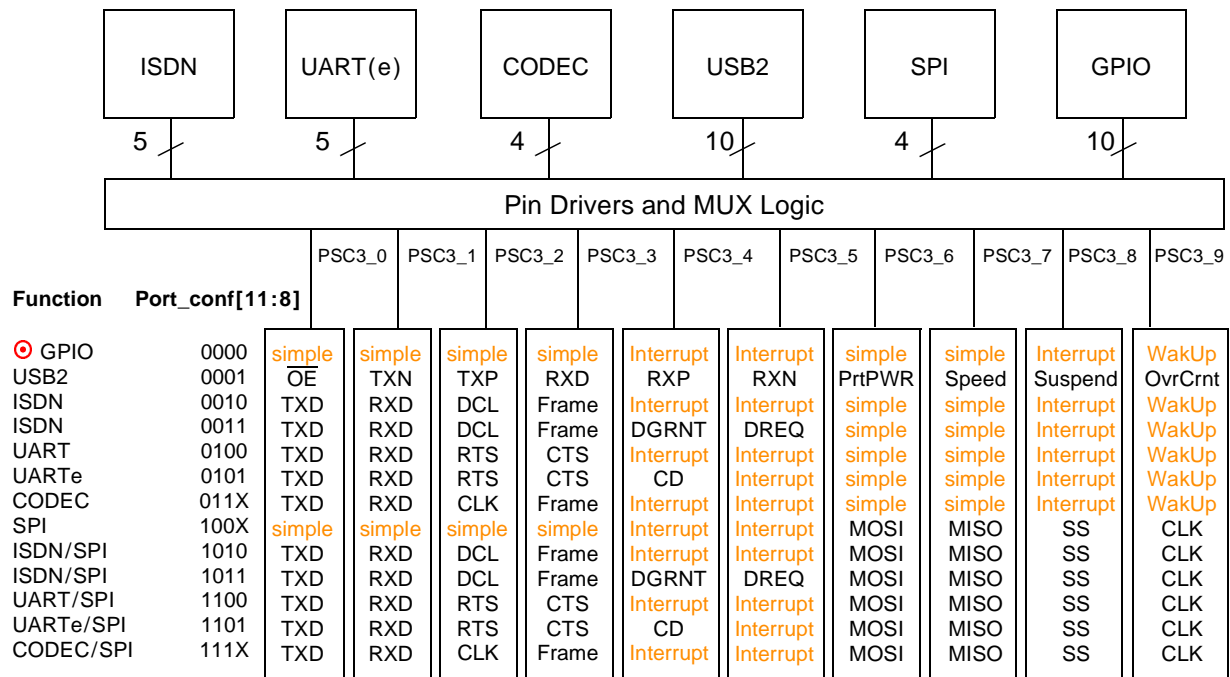 ISDN UART(e) CODEC USB2 SPI GPIO
5 5 4 10 4 10
Pin Drivers and MUX Logic
PSC3_0 PSC3_1 PSC3_2 PSC3_3 PSC3_4 PSC3_5 PSC3_6 PSC3_7 PSC3_8 PSC3_9
Function Port_conf[11:8]
GPIO 0000 simple simple simple simple Interrupt Interrupt simple simple Interrupt WakUp
USB2 0001 OE TXN TXP RXD RXP RXN PrtPWR Speed Suspend OvrCrnt
ISDN 0010 TXD RXD DCL Frame Interrupt Interrupt simple simple Interrupt WakUp
ISDN 0011 TXD RXD DCL Frame DGRNT DREQ simple simple Interrupt WakUp
UART 0100 TXD RXD RTS CTS Interrupt Interrupt simple simple Interrupt WakUp
UARTe 0101 TXD RXD RTS CTS CD Interrupt simple simple Interrupt WakUp
CODEC 011X TXD RXD CLK Frame Interrupt Interrupt simple simple Interrupt WakUp
SPI 100X simple simple simple simple Interrupt Interrupt MOSI MISO SS CLK
ISDN/SPI 1010 TXD RXD DCL Frame Interrupt Interrupt MOSI MISO SS CLK
ISDN/SPI 1011 TXD RXD DCL Frame DGRNT DREQ MOSI MISO SS CLK
UART/SPI 1100 TXD RXD RTS CTS Interrupt Interrupt MOSI MISO SS CLK
UARTe/SPI 1101 TXD RXD RTS CTS CD Interrupt MOSI MISO SS CLK
CODEC/SPI 111X TXD RXD CLK Frame Interrupt Interrupt MOSI MISO SS CLK